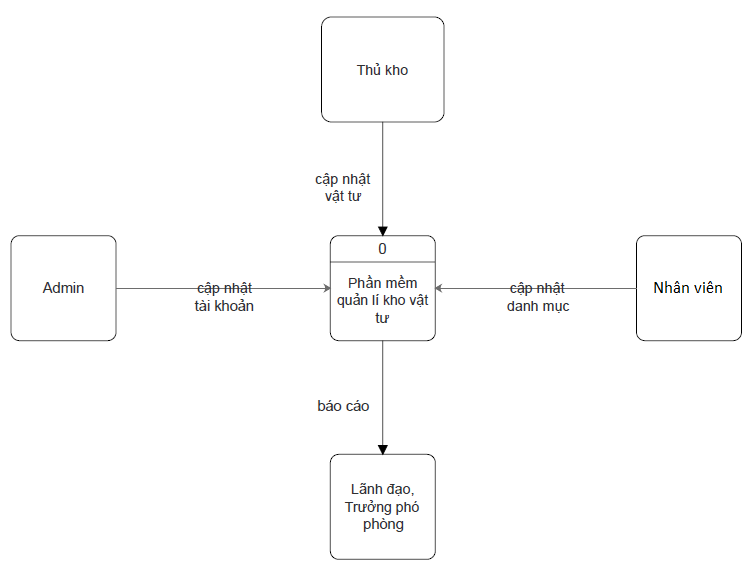 Thủ kho
cập nhật
vật tư
0
Admin
cập nhật
tài khoản
Phần mềm
quản lí kho vật
tư
cập nhật
danh mục
Nhân viên
báo cáo
Lãnh đạo,
Trưởng phó
phòng